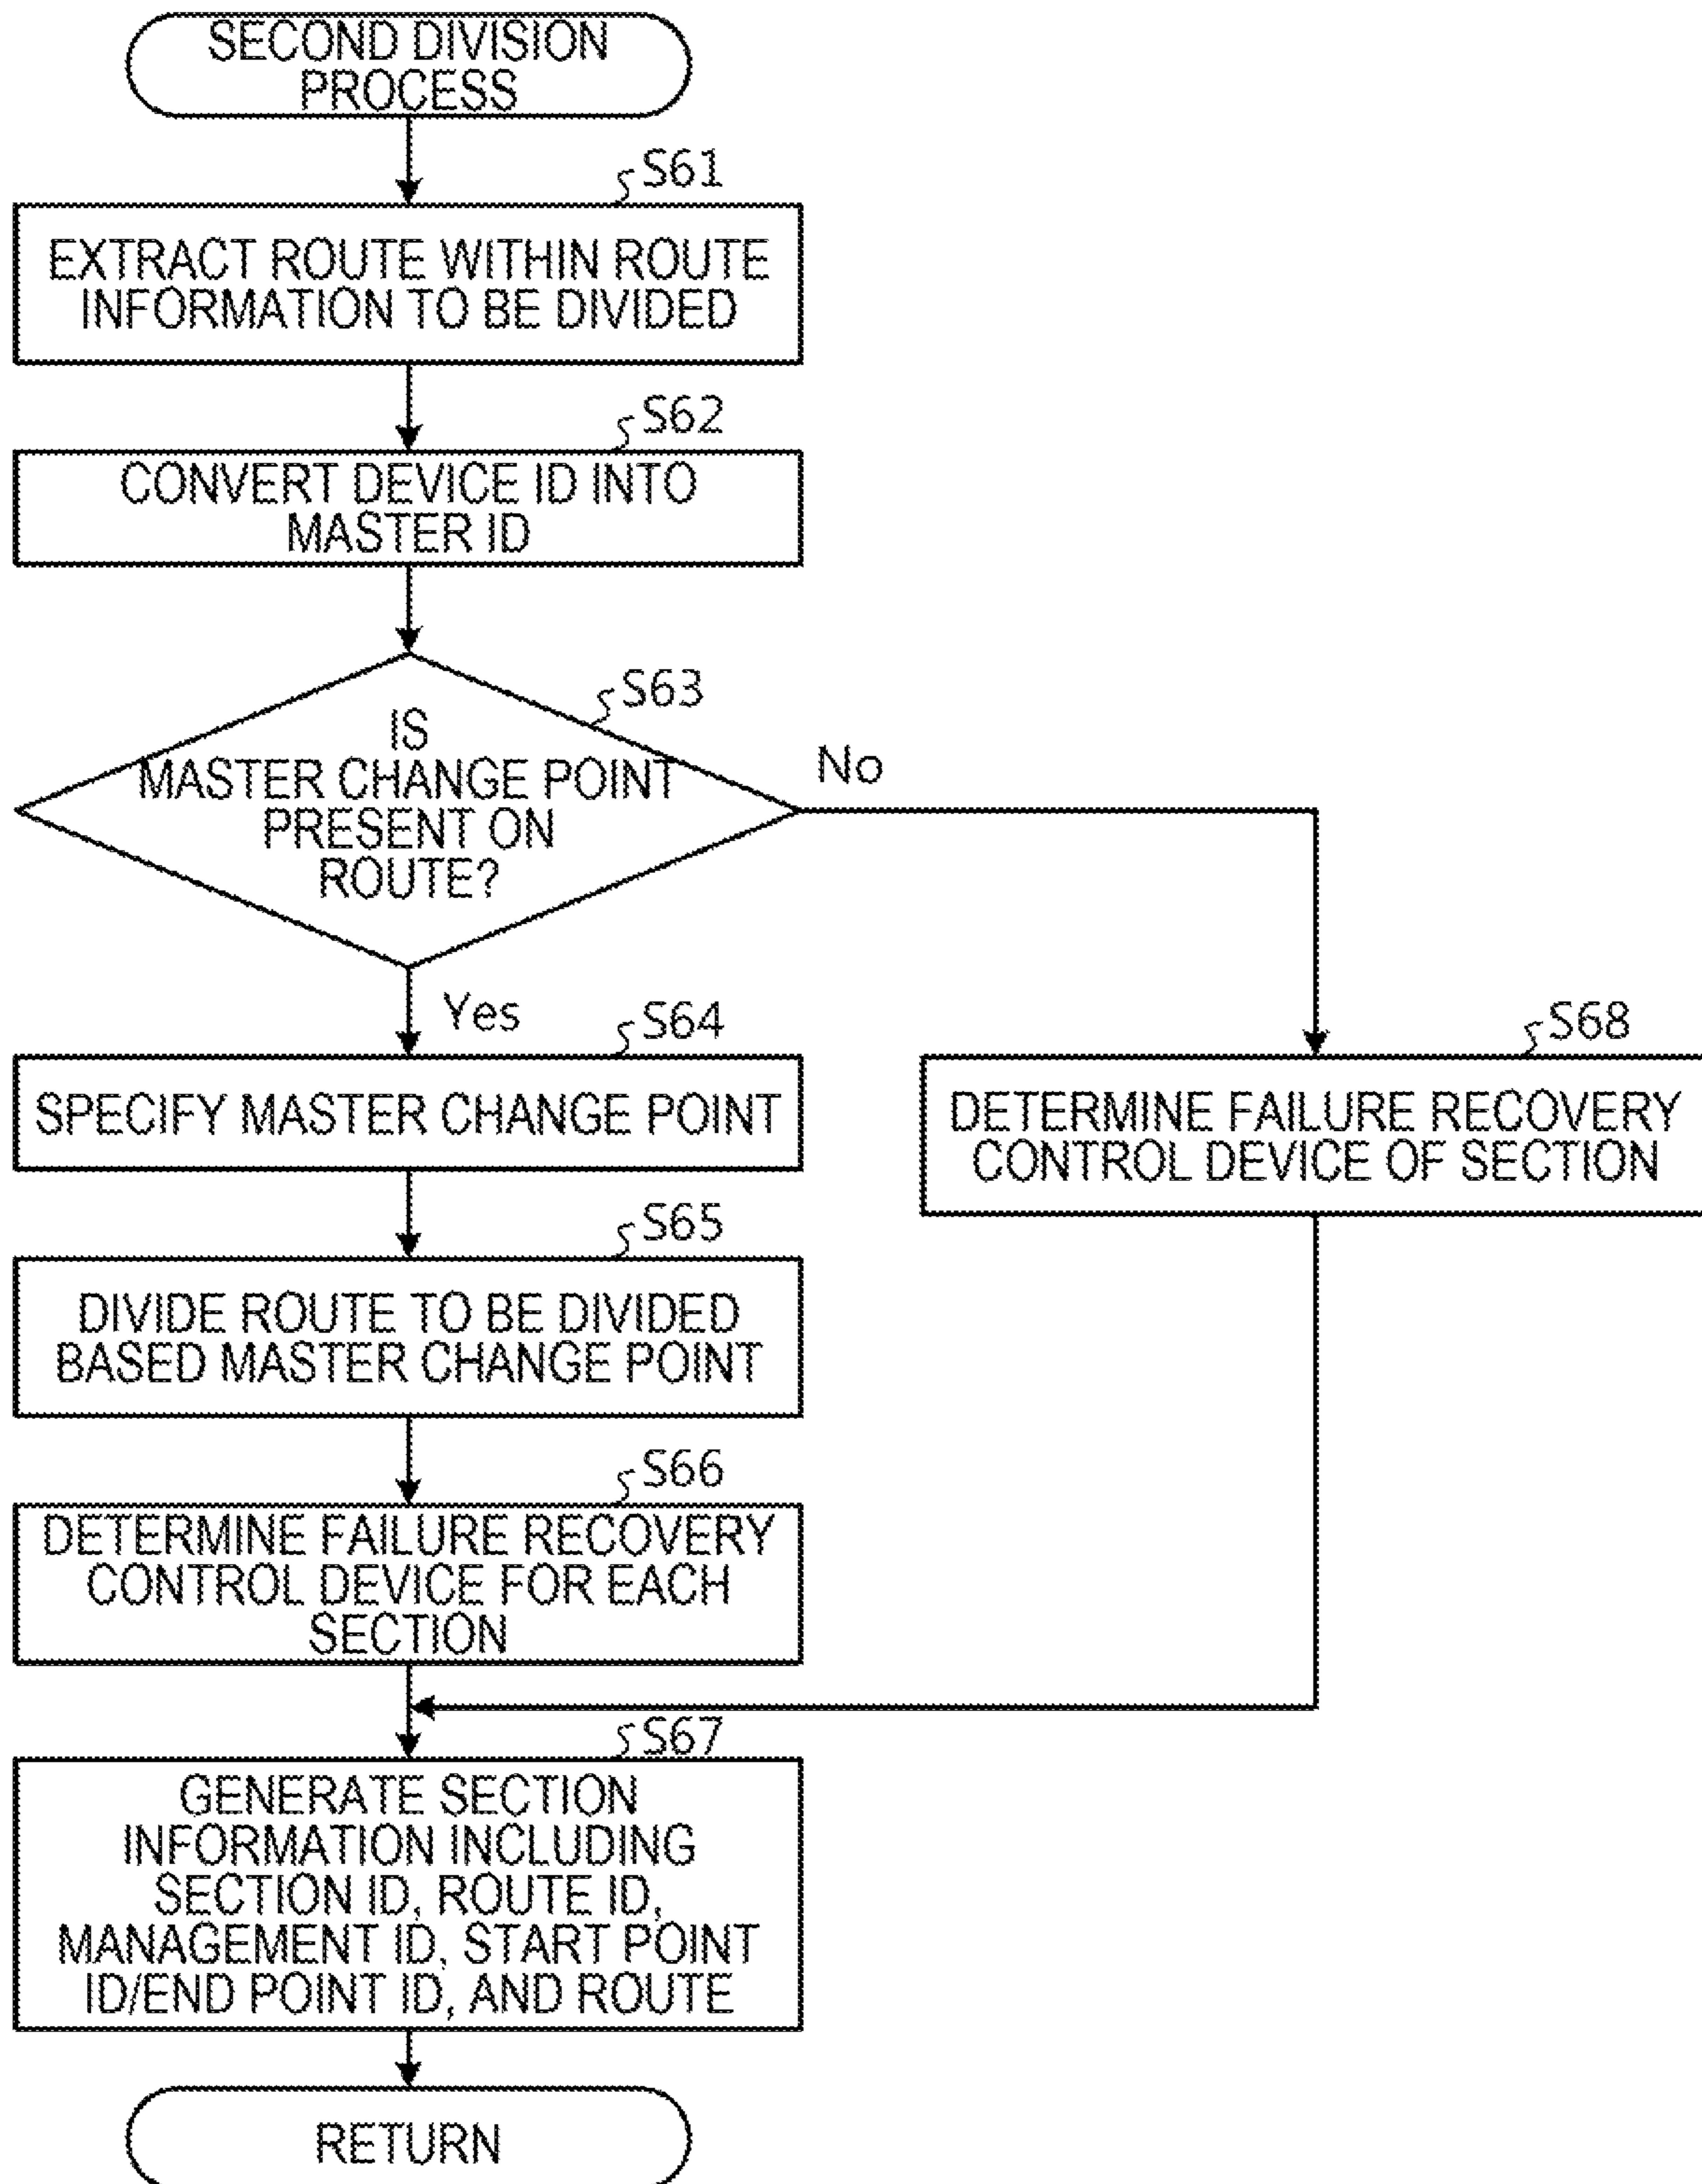 SECOND DIVISION
PROCESS
S61
EXTRACT ROUTE WITHIN ROUTE
INFORMATION TO BE DIVIDED
S62
CONVERT DEVICE ID INTO
MASTER ID
S63
IS
MASTER CHANGE POINT
PRESENT ON
ROUTE?
No
Yes
S64
SPECIFY MASTER CHANGE POINT
S68
DETERMINE FAILURE RECOVERY
CONTROL DEVICE OF SECTION
S65
DIVIDE ROUTE TO BE DIVIDED
BASED MASTER CHANGE POINT
S66
DETERMINE FAILURE RECOVERY
CONTROL DEVICE FOR EACH
SECTION
S67
GENERATE SECTION
INFORMATION INCLUDING
SECTION ID, ROUTE ID,
MANAGEMENT ID, START POINT
ID/END POINT ID, AND ROUTE
RETURN